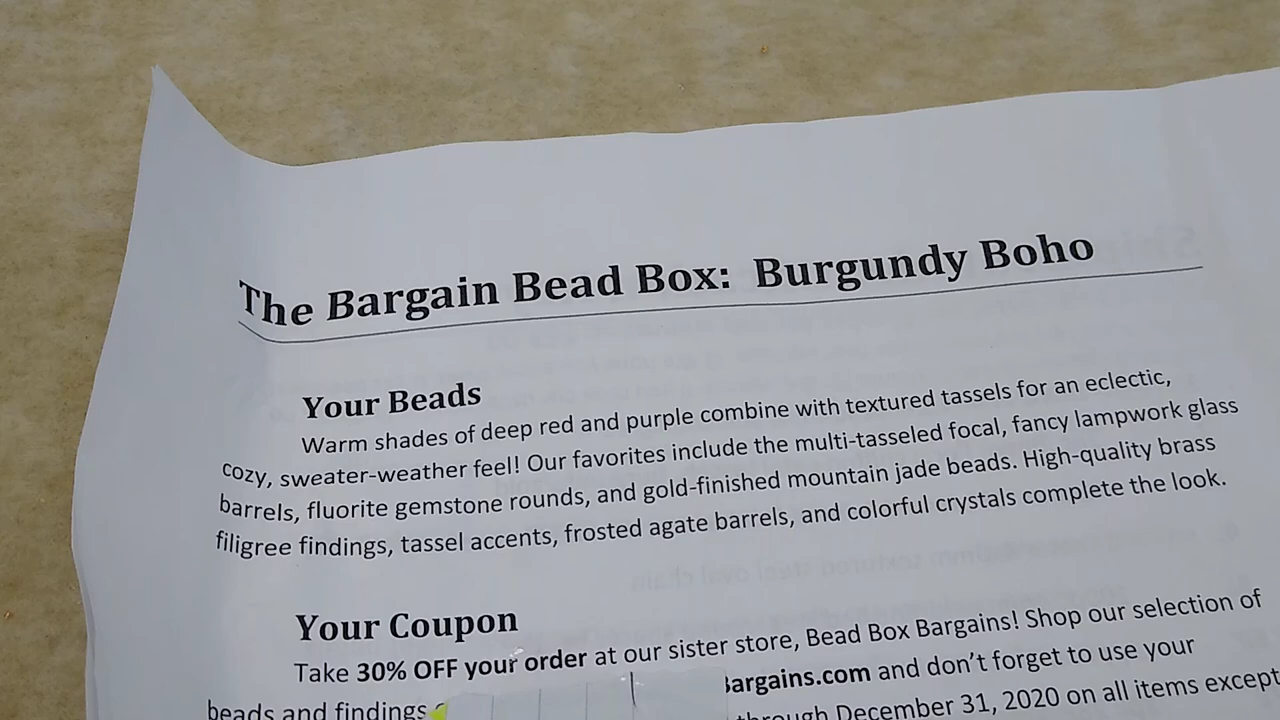 The Bargain Bead Box: Burgundy Boho
Your Beads
Warm shades of deep red and purple combine with textured tassels for an eclectic,
cozy, sweater-weather feel! Our favorites include the multi-tasseled focal, fancy lampwork glass
barrels, fluorite gemstone rounds, and gold-finished mountain jade beads. High-quality brass
filigree findings, tassel accents, frosted agate barrels, and colorful crystals complete the look.
Your Coupon
Take 30% OFF your order at our sister store, Bead Box Bargains! Shop our selection of
beads and findings argains.com and don't forget to use your
through December 31, 2020 on all items except